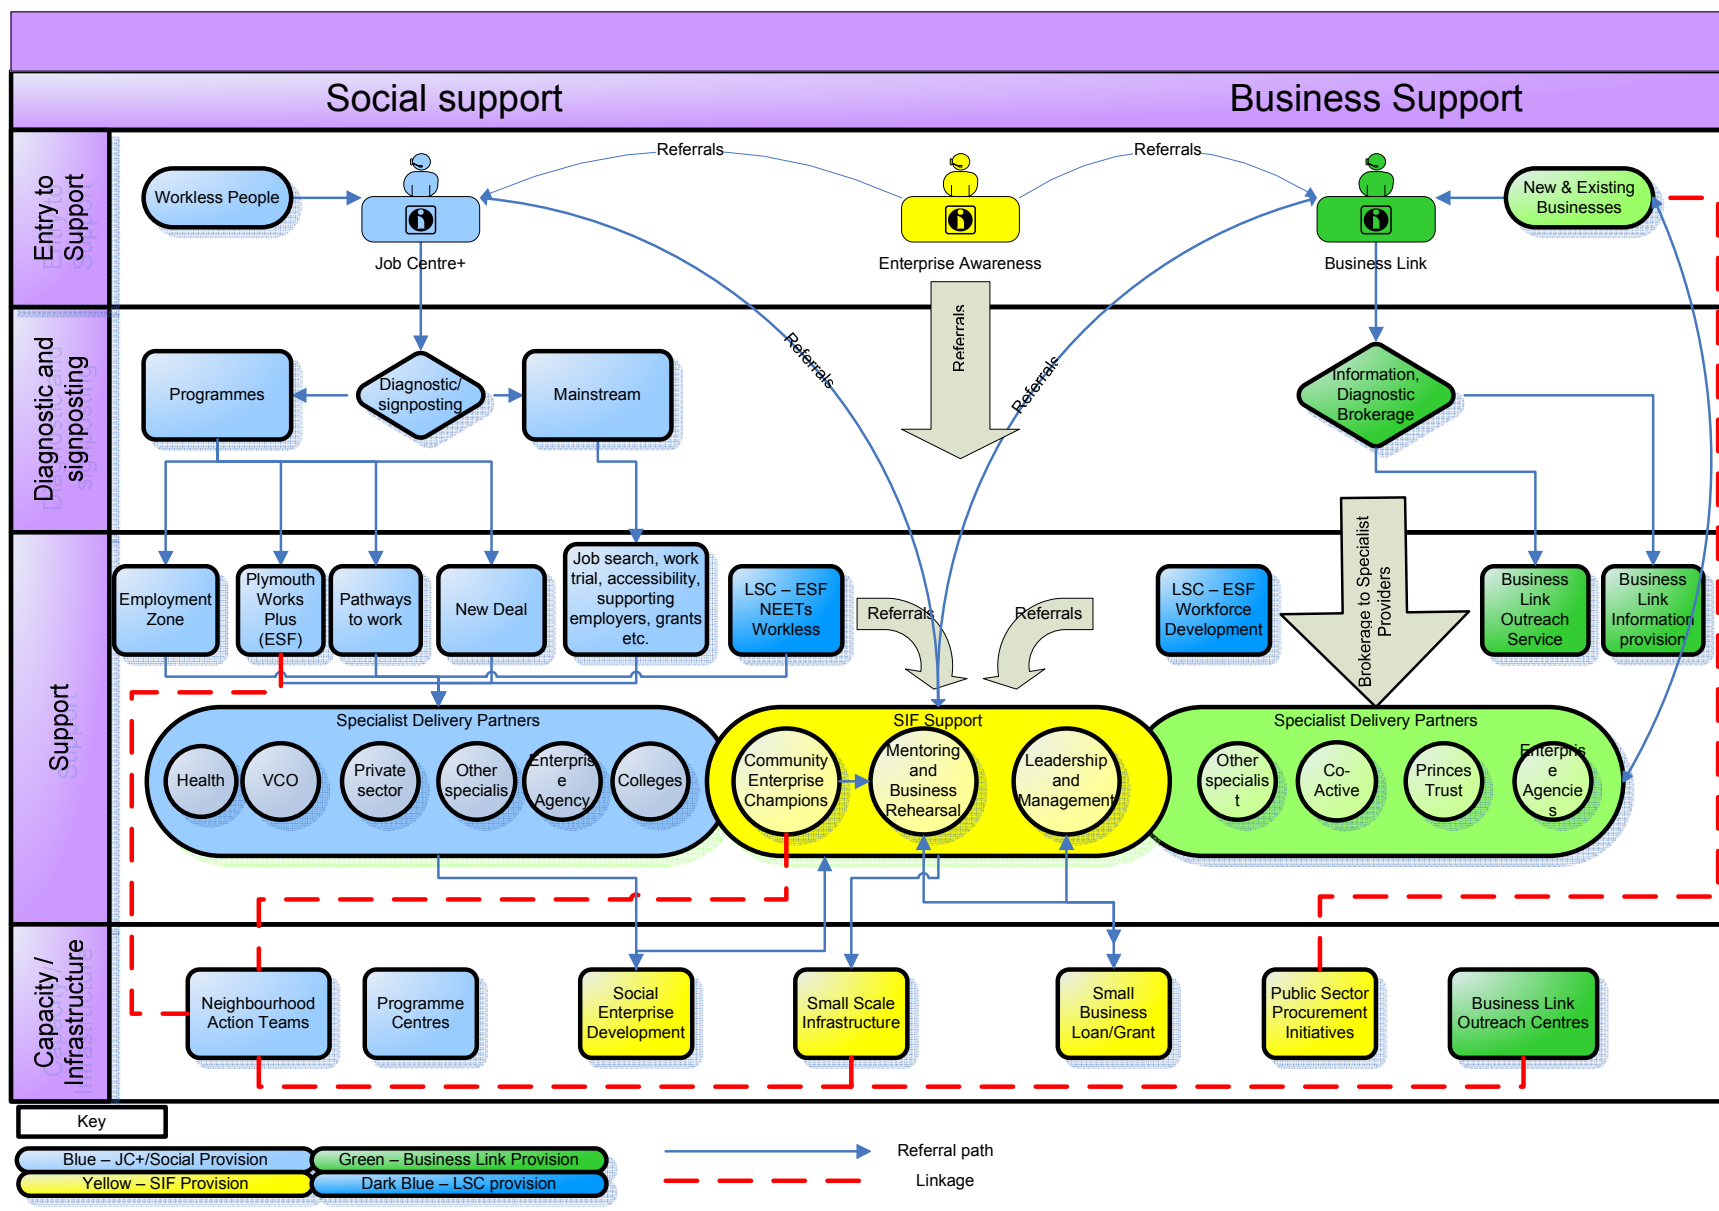 Social support
Business Support
Entry to
Support
Referrals
Referrals
Workless People
New & Existing
Businesses
Job Centre+
Enterprise Awareness
Business Link
Diagnostic and
signposting
Referrals
Referrals
Referrals
Programmes
Diagnostic/
signposting
Mainstream
Information,
Diagnostic
Brokerage
Support
Employment
Zone
Plymouth
Works
Plus
(ESF)
Pathways
to work
New Deal
Job search, work
trial, accessibility,
supporting
employers, grants
etc.
LSC – ESF
NEETs
Workless
Referrals
Referrals
LSC – ESF
Workforce
Development
Brokerage to Specialist
Providers
Business
Link
Outreach
Service
Business
Link
Information
provision
Specialist Delivery Partners
Health
VCO
Private
sector
Other
specialis
Enterpris
e
Agency
Colleges
SIF Support
Community
Enterprise
Champions
Mentoring
and
Business
Rehearsal
Leadership
and
Management
Specialist Delivery Partners
Other
specialis
t
Co-
Active
Princes
Trust
Enterpris
e
Agencie
s
Capacity /
Infrastructure
Neighbourhood
Action Teams
Programme
Centres
Social
Enterprise
Development
Small Scale
Infrastructure
Small
Business
Loan/Grant
Public Sector
Procurement
Initiatives
Business Link
Outreach Centres
Key
Blue – JC+/Social Provision
Green – Business Link Provision
Yellow – SIF Provision
Dark Blue – LSC provision
Referral path
Linkage